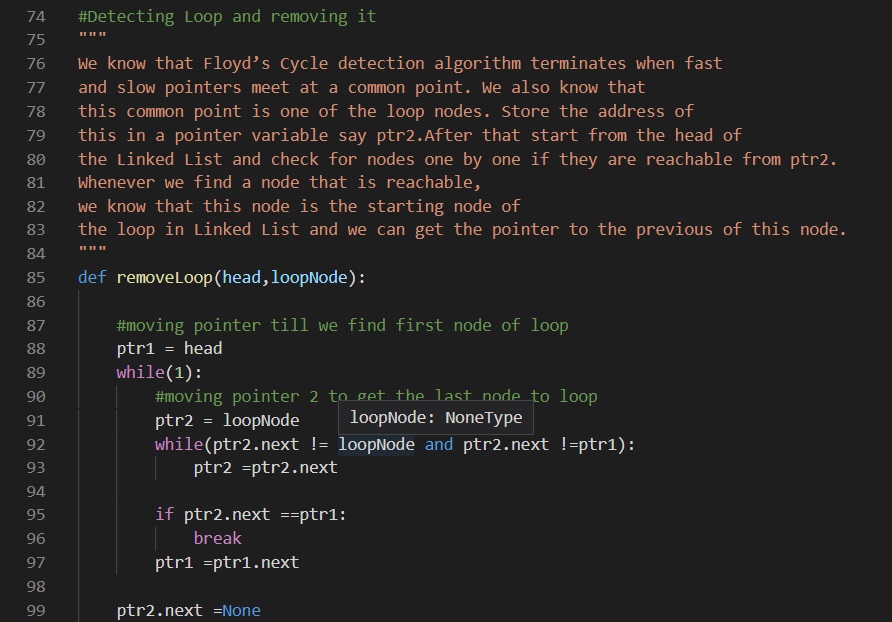 74 #Detecting Loop and removing it
75 """
76 We know that Floyd’s Cycle detection algorithm terminates when fast
77 and slow pointers meet at a common point. We also know that
78 this common point is one of the loop nodes. Store the address of
79 this in a pointer variable say ptr2.After that start from the head of
80 the Linked List and check for nodes one by one if they are reachable from ptr2.
81 Whenever we find a node that is reachable,
82 we know that this node is the starting node of
83 the loop in Linked List and we can get the pointer to the previous of this node.
84 """
85 def removeLoop(head,loopNode):
86
87     #moving pointer till we find first node of loop
88     ptr1 = head
89     while(1):
90         #moving pointer 2 to get the last node to loop
91         ptr2 = loopNode
loopNode: NoneType
92         while(ptr2.next != loopNode and ptr2.next !=ptr1):
93             ptr2 =ptr2.next
94
95         if ptr2.next ==ptr1:
96             break
97         ptr1 =ptr1.next
98
99     ptr2.next =None